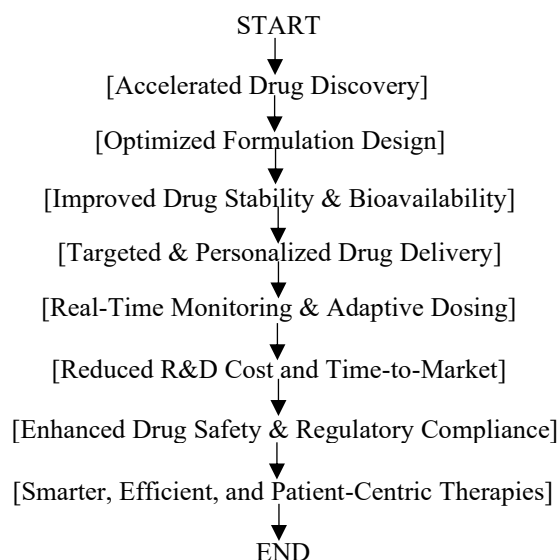 START
[Accelerated Drug Discovery]
[Optimized Formulation Design]
[Improved Drug Stability & Bioavailability]
[Targeted & Personalized Drug Delivery]
[Real-Time Monitoring & Adaptive Dosing]
[Reduced R&D Cost and Time-to-Market]
[Enhanced Drug Safety & Regulatory Compliance]
[Smarter, Efficient, and Patient-Centric Therapies]
END